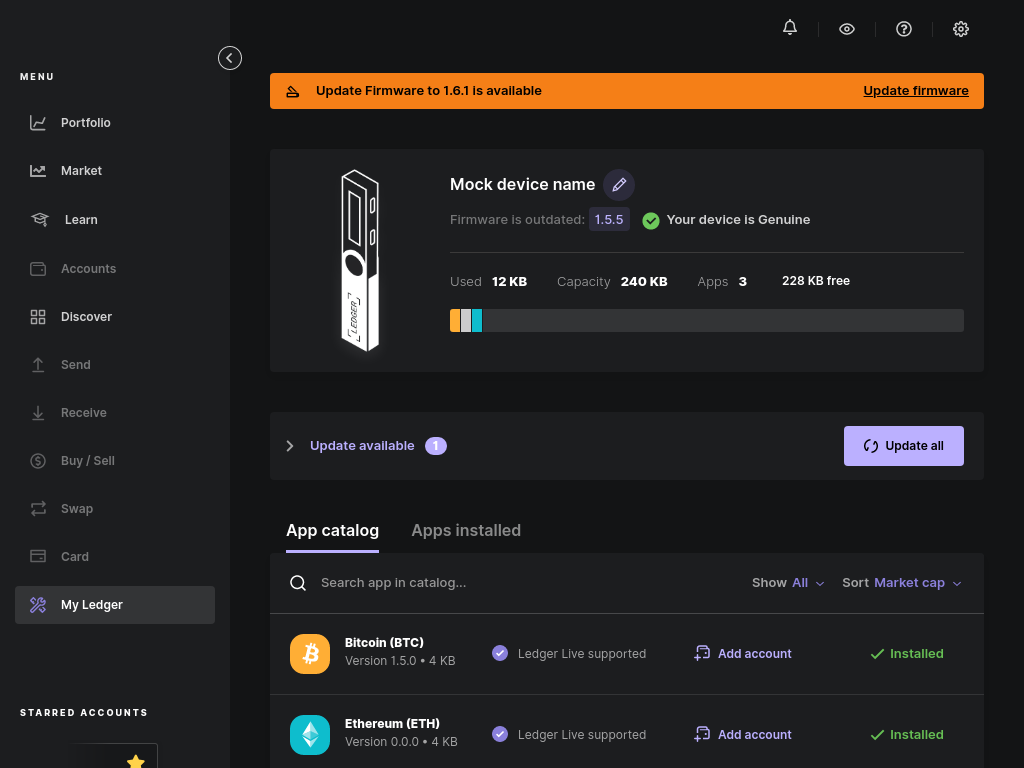 MENU
Portfolio
Market
Learn
Accounts
Discover
Send
Receive
Buy / Sell
Swap
Card
My Ledger
STARRED ACCOUNTS
Update Firmware to 1.6.1 is available
Update firmware
LEDGER
Mock device name
Firmware is outdated: 1.5.5 Your device is Genuine
Used 12 KB Capacity 240 KB Apps 3 228 KB free
Update available 1
Update all
App catalog Apps installed
Search app in catalog... Show All Sort Market cap
Bitcoin (BTC)
Version 1.5.0 • 4 KB
Ledger Live supported
Add account
Installed
Ethereum (ETH)
Version 0.0.0 • 4 KB
Ledger Live supported
Add account
Installed